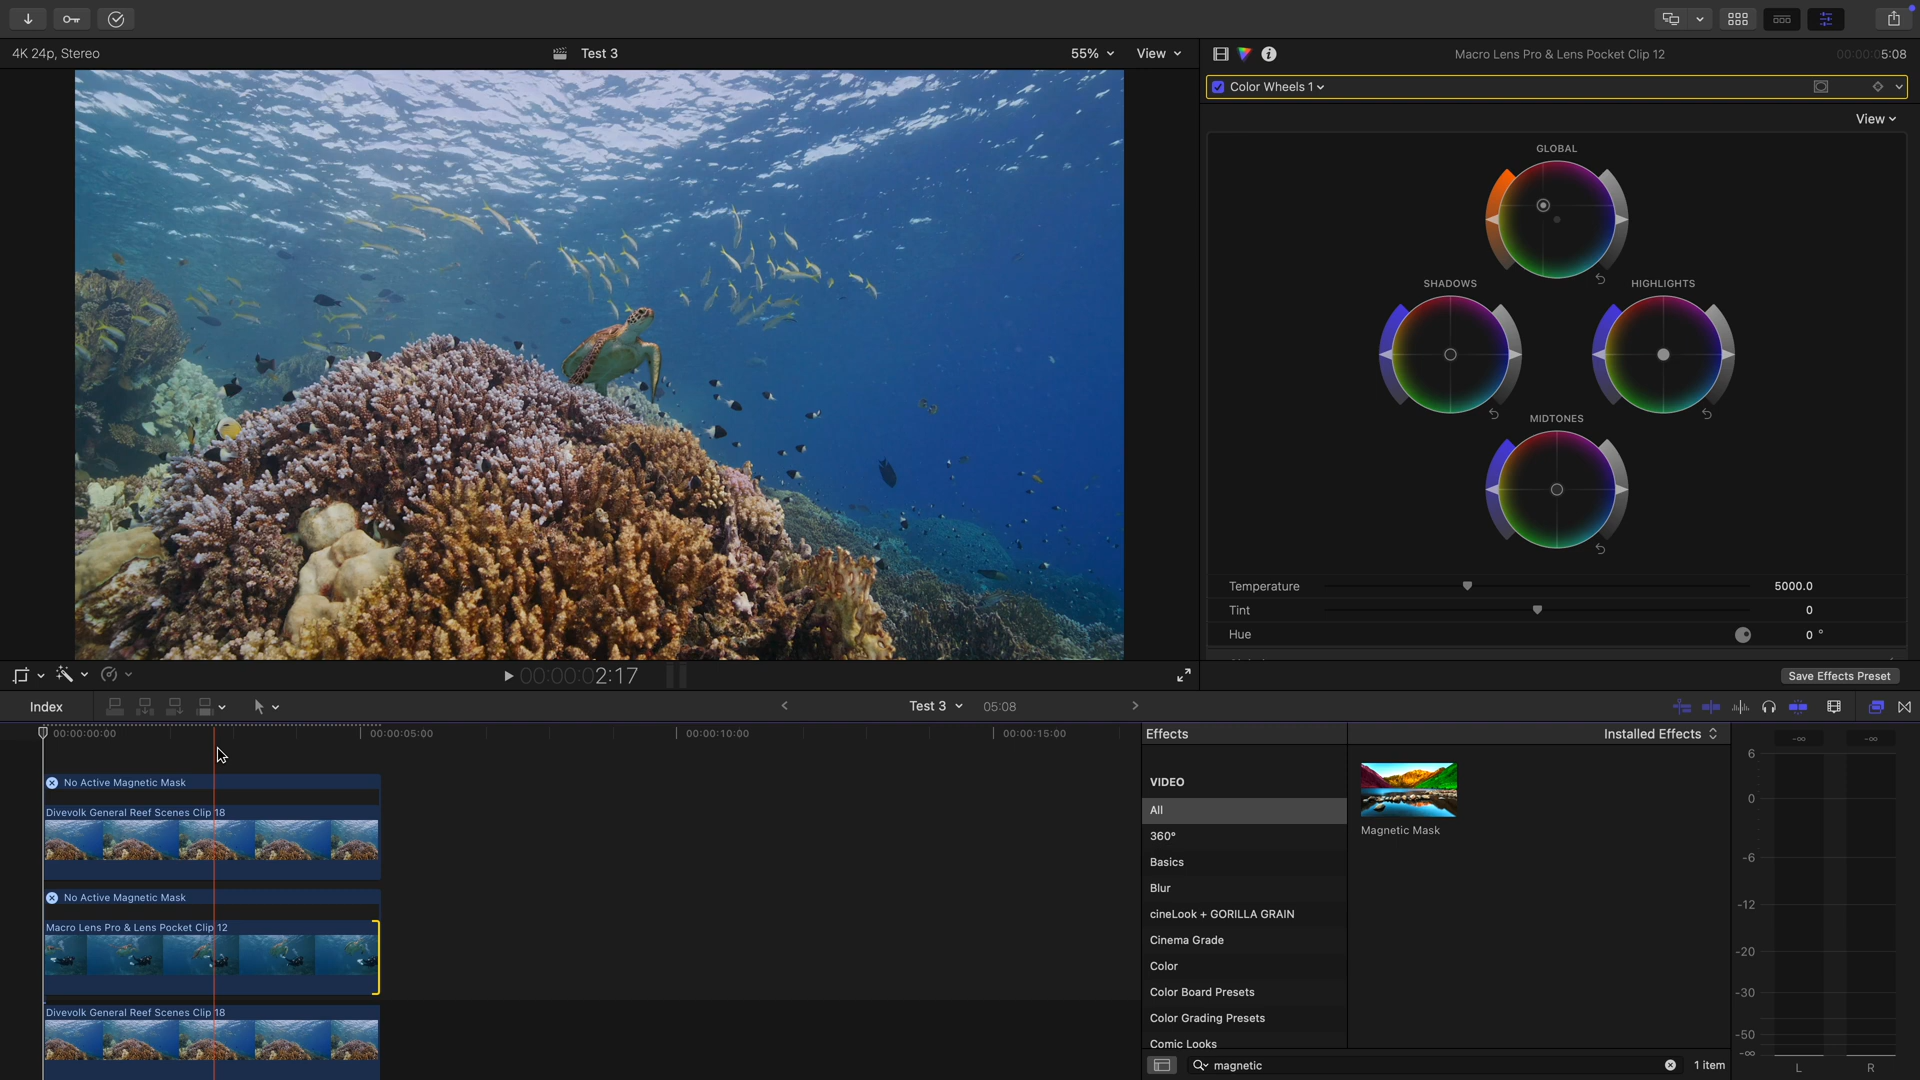 4K 24p, Stereo
Test 3
55%
View
Macro Lens Pro & Lens Pocket Clip 12
00:00:05:08
Color Wheels 1
View
GLOBAL
SHADOWS
HIGHLIGHTS
MIDTONES
Temperature
5000.0
Tint
0
Hue
0 °
00:00:02:17
Save Effects Preset
Index
Test 3
05:08
00:00:00:00
00:00:05:00
00:00:10:00
00:00:15:00
No Active Magnetic Mask
Divevolk General Reef Scenes Clip 18
No Active Magnetic Mask
Macro Lens Pro & Lens Pocket Clip 12
Divevolk General Reef Scenes Clip 18
Effects
Installed Effects
VIDEO
All
360°
Basics
Blur
cineLook + GORILLA GRAIN
Cinema Grade
Color
Color Board Presets
Color Grading Presets
Comic Looks
Magnetic Mask
magnetic
1 item
-∞
-∞
6
0
-6
-12
-20
-30
-50
-∞
L
R